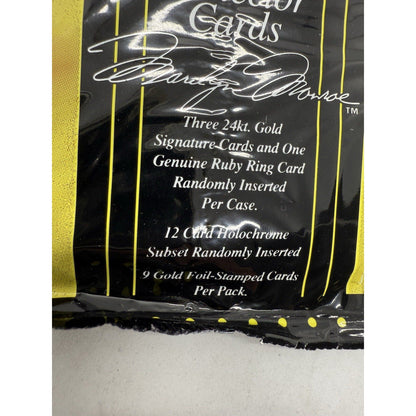 Cards
Marilyn Monroe™
Three 24kt. Gold
Signature Cards and One
Genuine Ruby Ring Card
Randomly Inserted
Per Case.
12 Card Holochrome
Subset Randomly Inserted
9 Gold Foil-Stamped Cards
Per Pack.